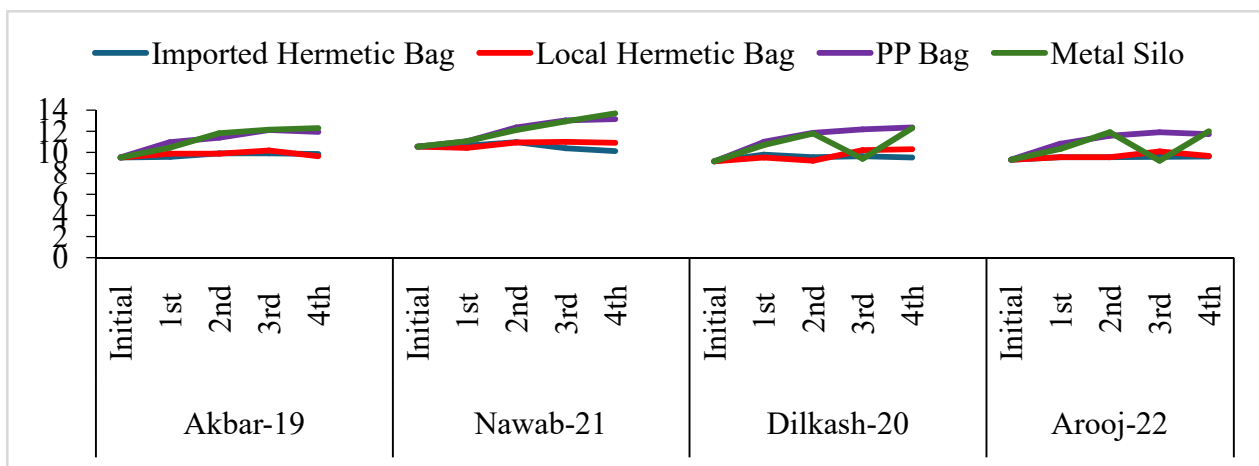 Imported Hermetic Bag Local Hermetic Bag PP Bag Metal Silo
14
12
10
8
6
4
2
0
Initial 1st 2nd 3rd 4th Initial 1st 2nd 3rd 4th Initial 1st 2nd 3rd 4th Initial 1st 2nd 3rd 4th
Akbar-19 Nawab-21 Dilkash-20 Arooj-22